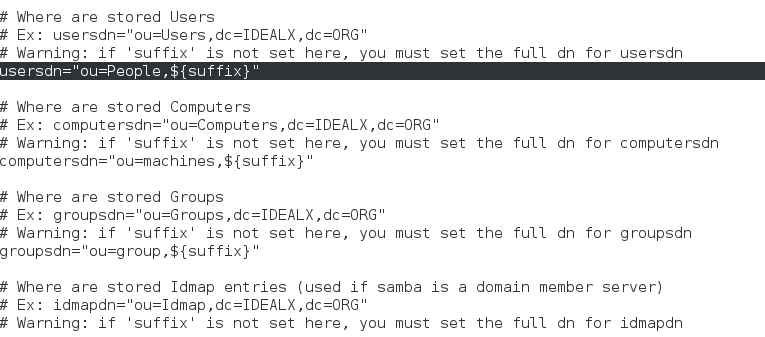 # Where are stored Users
# Ex: usersdn="ou=Users,dc=IDEALX,dc=ORG"
# Warning: if 'suffix' is not set here, you must set the full dn for usersdn
usersdn="ou=People,${suffix}"
# Where are stored Computers
# Ex: computersdn="ou=Computers,dc=IDEALX,dc=ORG"
# Warning: if 'suffix' is not set here, you must set the full dn for computersdn
computersdn="ou=machines,${suffix}"
# Where are stored Groups
# Ex: groupsdn="ou=Groups,dc=IDEALX,dc=ORG"
# Warning: if 'suffix' is not set here, you must set the full dn for groupsdn
groupsdn="ou=group,${suffix}"
# Where are stored Idmap entries (used if samba is a domain member server)
# Ex: idmapdn="ou=Idmap,dc=IDEALX,dc=ORG"
# Warning: if 'suffix' is not set here, you must set the full dn for idmapdn